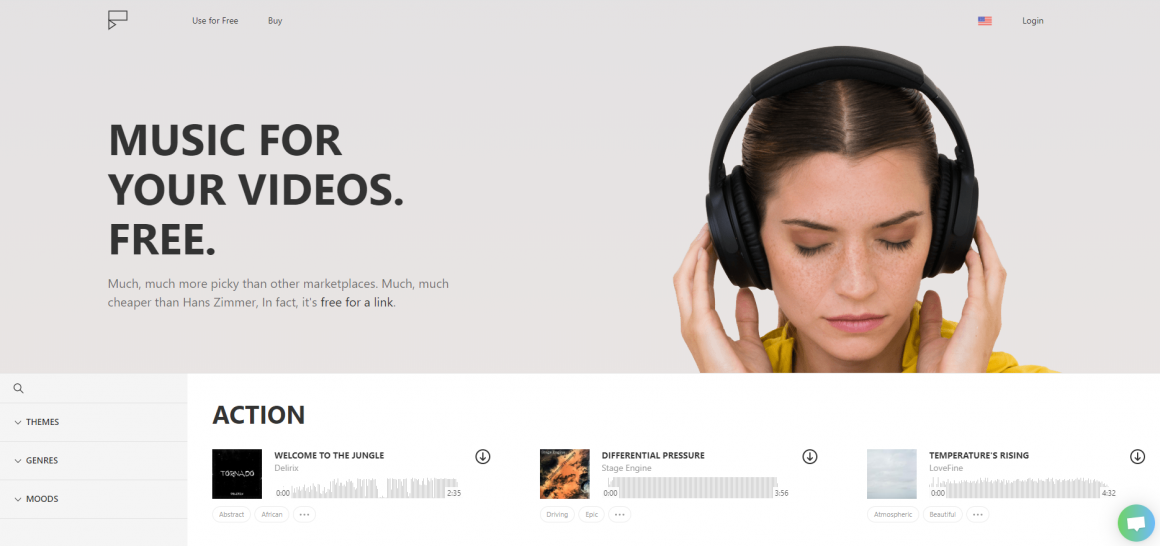 Use for Free
Buy
Login
MUSIC FOR
YOUR VIDEOS.
FREE.
Much, much more picky than other marketplaces. Much, much
cheaper than Hans Zimmer, In fact, it's free for a link.
THEMES
GENRES
MOODS
ACTION
TORNADO
WELCOME TO THE JUNGLE
Delirix
0:00
2:35
Abstract
African
Stage Engine
DIFFERENTIAL PRESSURE
Stage Engine
0:00
3:56
Driving
Epic
TEMPERATURE'S RISING
LoveFine
0:00
4:32
Atmospheric
Beautiful